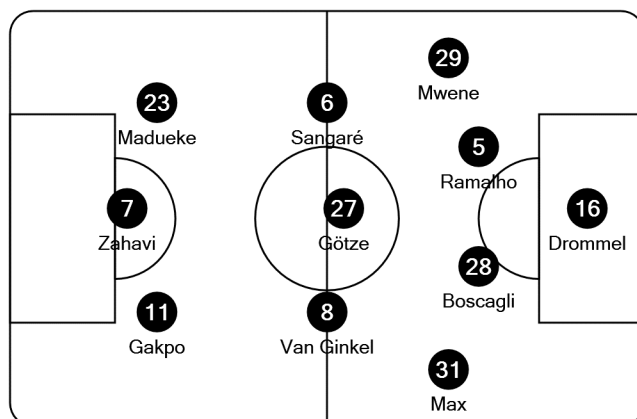 29
Mwene
23
Madueke
6
Sangaré
5
Ramalho
7
Zahavi
27
Götze
16
Drommel
28
Boscagli
11
Gakpo
8
Van Ginkel
31
Max